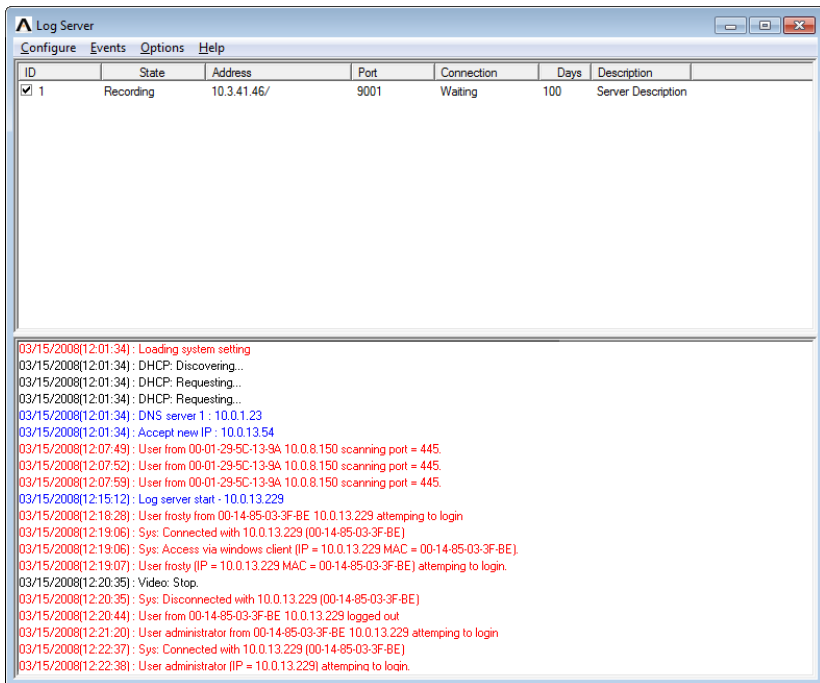 Log Server
Configure Events Options Help
ID State Address Port Connection Days Description
1 Recording 10.3.41.46/ 9001 Waiting 100 Server Description
03/15/2008(12:01:34) : Loading system setting
03/15/2008(12:01:34) : DHCP: Discovering...
03/15/2008(12:01:34) : DHCP: Requesting...
03/15/2008(12:01:34) : DHCP: Requesting...
03/15/2008(12:01:34) : DNS server 1 : 10.0.1.23
03/15/2008(12:01:34) : Accept new IP : 10.0.13.54
03/15/2008(12:07:49) : User from 00-01-29-5C-13-9A 10.0.8.150 scanning port = 445.
03/15/2008(12:07:52) : User from 00-01-29-5C-13-9A 10.0.8.150 scanning port = 445.
03/15/2008(12:07:59) : User from 00-01-29-5C-13-9A 10.0.8.150 scanning port = 445.
03/15/2008(12:15:12) : Log server start - 10.0.13.229
03/15/2008(12:18:28) : User frosty from 00-14-85-03-3F-BE 10.0.13.229 attemping to login
03/15/2008(12:19:06) : Sys: Connected with 10.0.13.229 (00-14-85-03-3F-BE)
03/15/2008(12:19:06) : Sys: Access via windows client (IP = 10.0.13.229 MAC = 00-14-85-03-3F-BE).
03/15/2008(12:19:07) : User frosty (IP = 10.0.13.229 MAC = 00-14-85-03-3F-BE) attemping to login.
03/15/2008(12:20:35) : Video: Stop.
03/15/2008(12:20:35) : Sys: Disconnected with 10.0.13.229 (00-14-85-03-3F-BE)
03/15/2008(12:20:44) : User from 00-14-85-03-3F-BE 10.0.13.229 logged out
03/15/2008(12:21:20) : User administrator from 00-14-85-03-3F-BE 10.0.13.229 attemping to login
03/15/2008(12:22:37) : Sys: Connected with 10.0.13.229 (00-14-85-03-3F-BE)
03/15/2008(12:22:38) : User administrator (IP = 10.0.13.229) attemping to login.